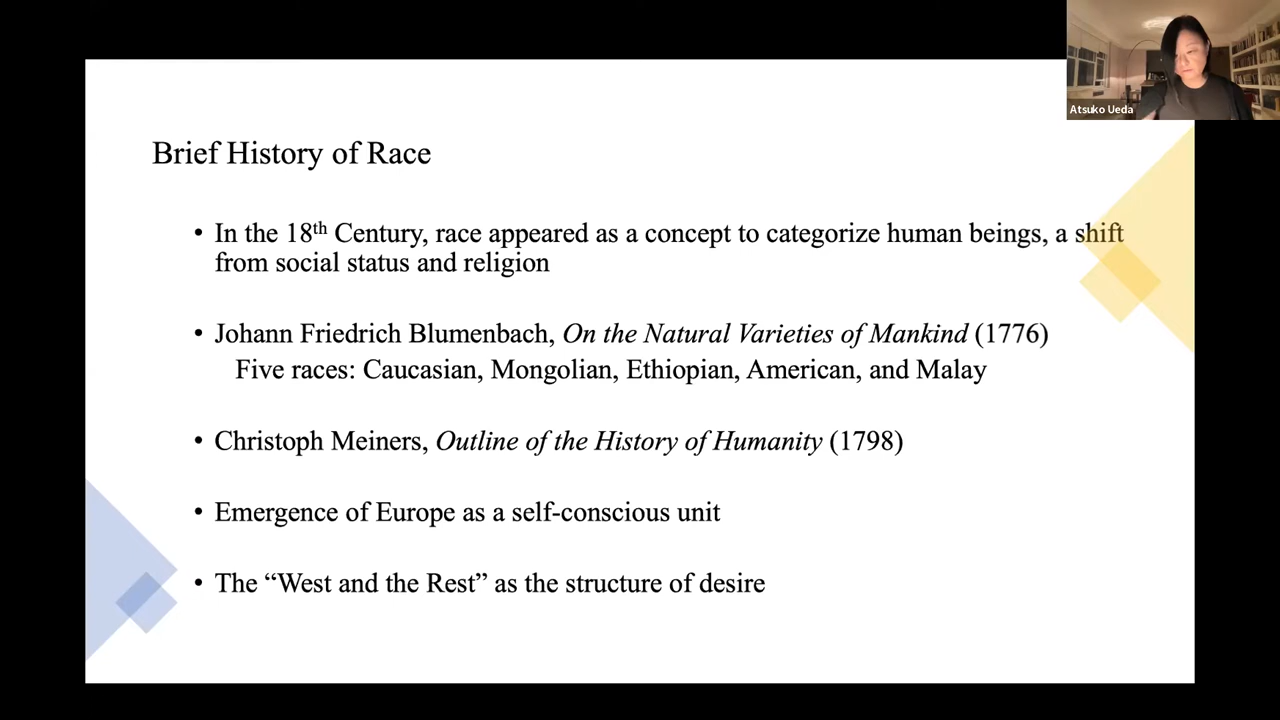 Atsuko Ueda
Brief History of Race
• In the 18th Century, race appeared as a concept to categorize human beings, a shift
from social status and religion
• Johann Friedrich Blumenbach, On the Natural Varieties of Mankind (1776)
Five races: Caucasian, Mongolian, Ethiopian, American, and Malay
• Christoph Meiners, Outline of the History of Humanity (1798)
• Emergence of Europe as a self-conscious unit
• The “West and the Rest” as the structure of desire